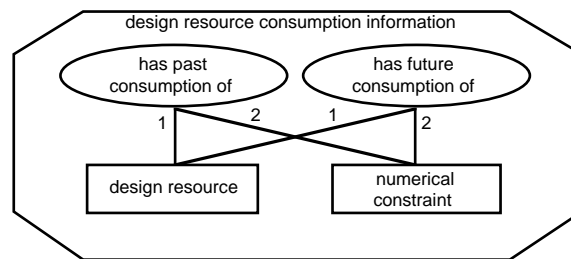 design resource consumption information
has past
consumption of
has future
consumption of
1
2
1
2
design resource
numerical
constraint